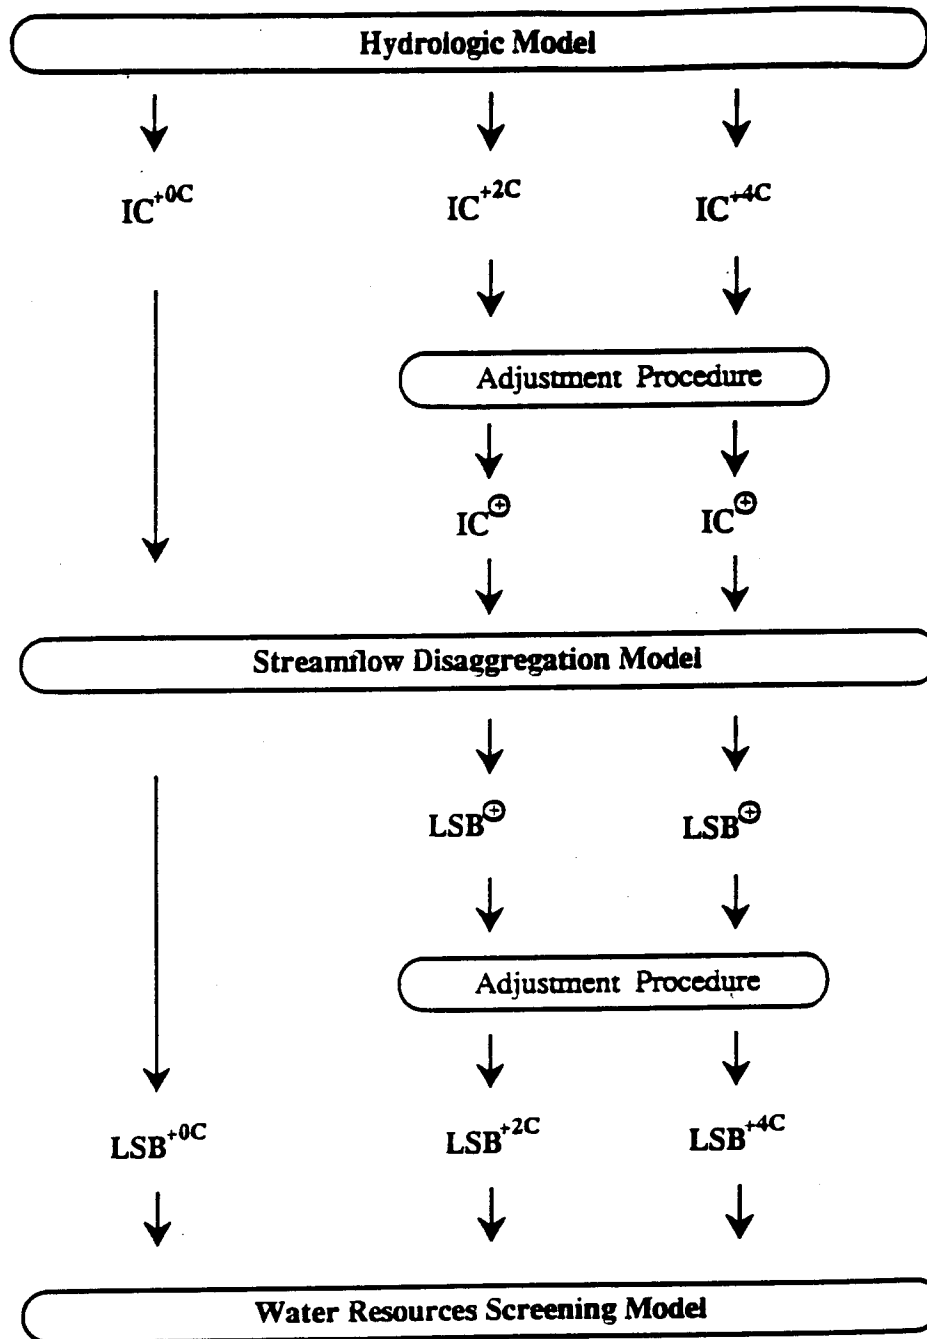 Hydrologic Model
IC+0C IC+2C IC+4C
Adjustment Procedure
IC⊕ IC⊕
Streamflow Disaggregation Model
LSB⊕ LSB⊕
Adjustment Procedure
LSB+0C LSB+2C LSB+4C
Water Resources Screening Model